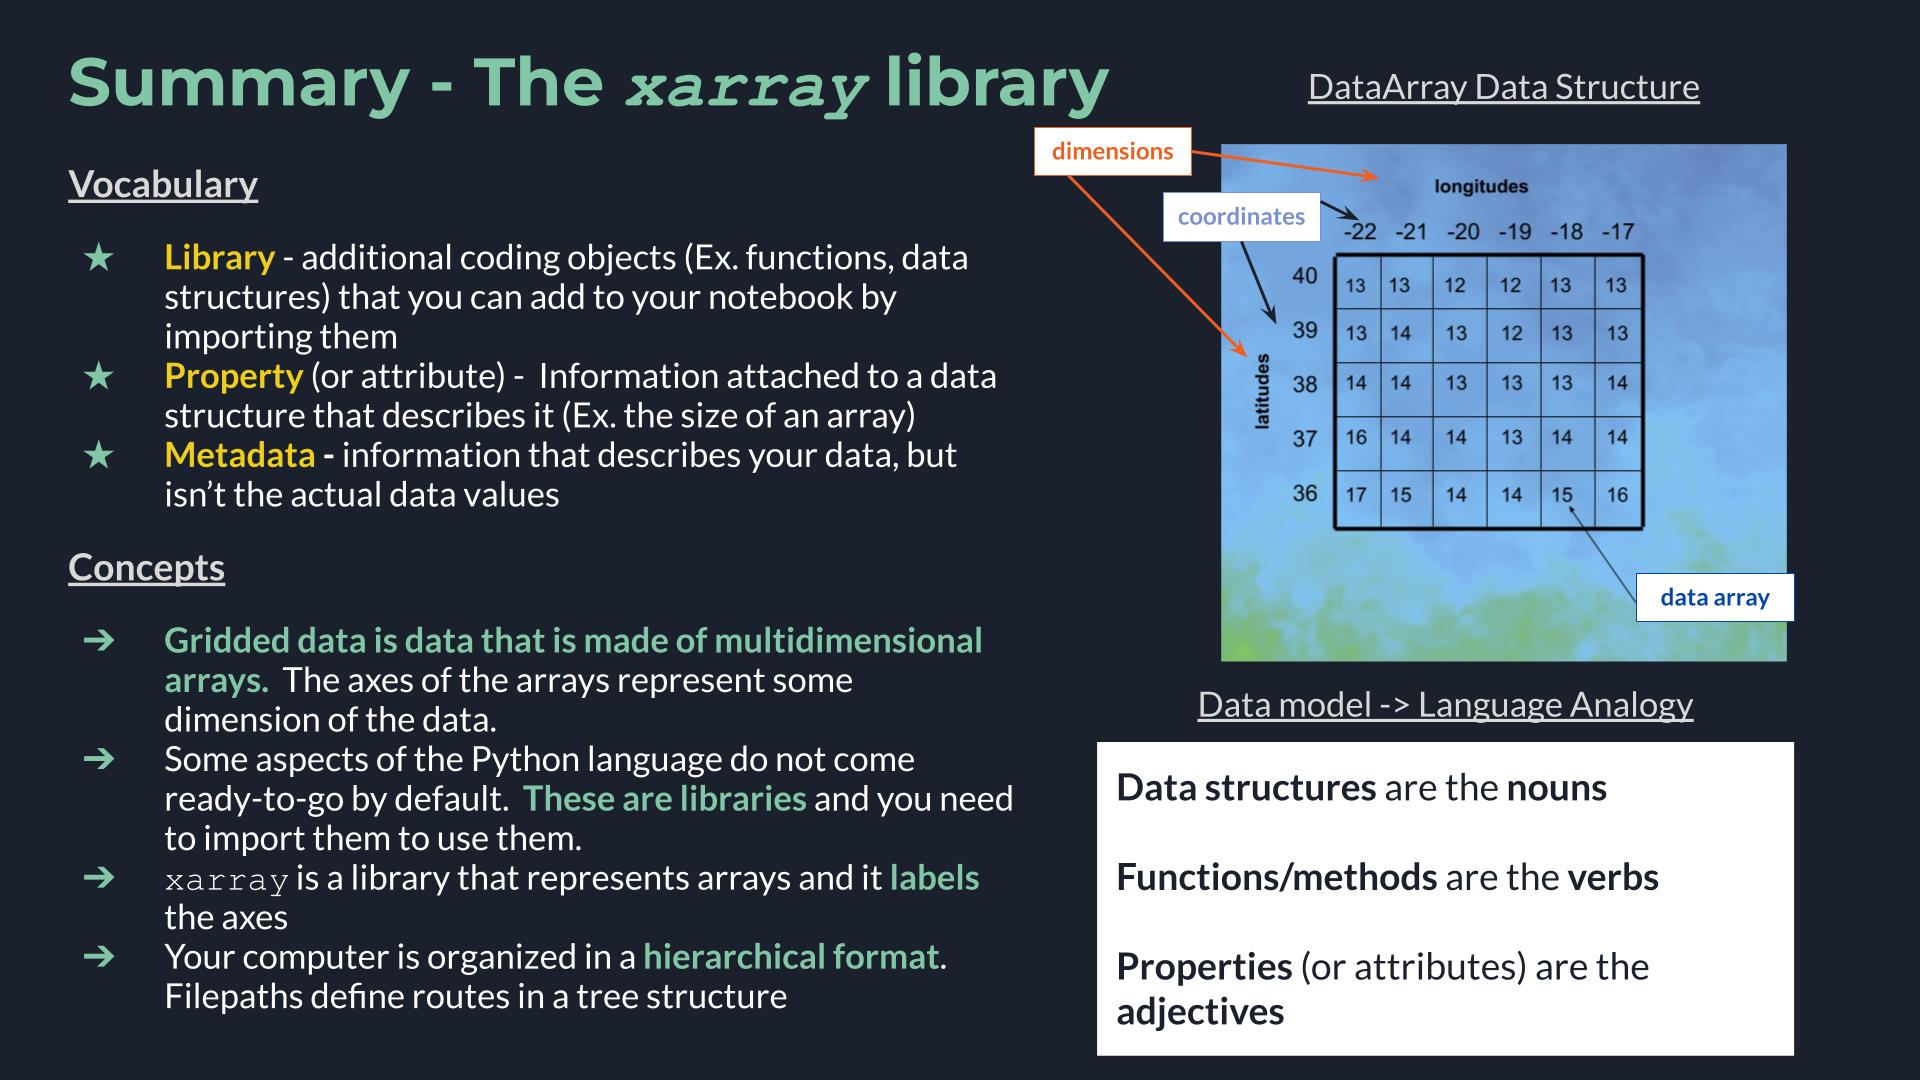 Summary - The xarray library
Vocabulary
★ Library - additional coding objects (Ex. functions, data
structures) that you can add to your notebook by
importing them
★ Property (or attribute) - Information attached to a data
structure that describes it (Ex. the size of an array)
★ Metadata - information that describes your data, but
isn’t the actual data values
Concepts
➔ Gridded data is data that is made of multidimensional
arrays. The axes of the arrays represent some
dimension of the data.
➔ Some aspects of the Python language do not come
ready-to-go by default. These are libraries and you need
to import them to use them.
➔ xarray is a library that represents arrays and it labels
the axes
➔ Your computer is organized in a hierarchical format.
Filepaths define routes in a tree structure
DataArray Data Structure
dimensions
longitudes
coordinates
-22 -21 -20 -19 -18 -17
latitudes
40 13 13 12 12 13 13
39 13 14 13 12 13 13
38 14 14 13 13 13 14
37 16 14 14 13 14 14
36 17 15 14 14 15 16
data array
Data model -> Language Analogy
Data structures are the nouns
Functions/methods are the verbs
Properties (or attributes) are the
adjectives